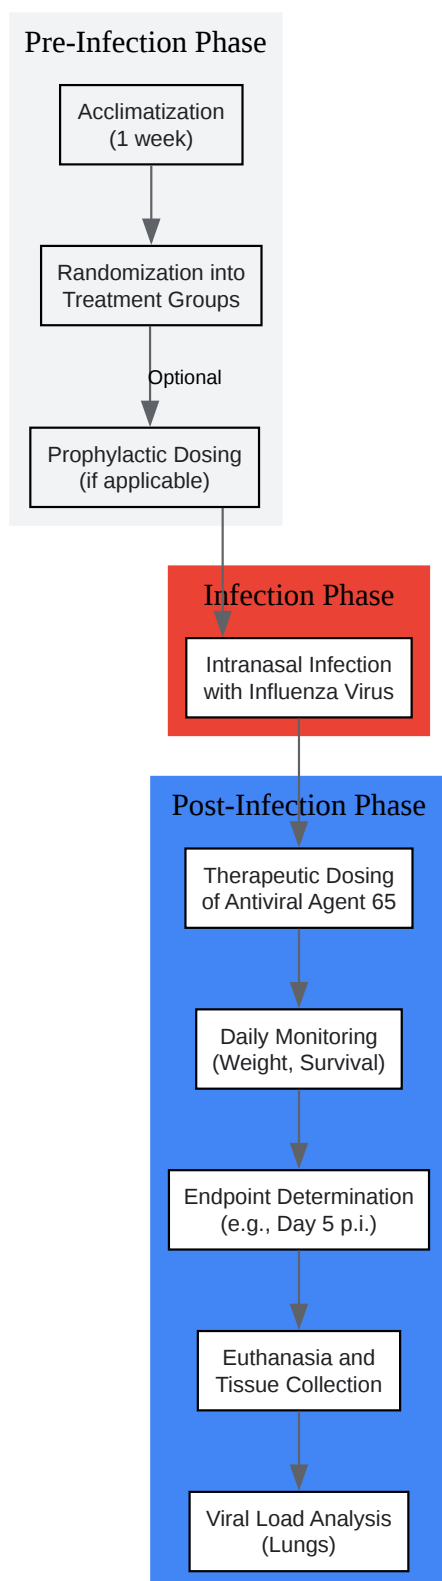 Pre-Infection Phase
Acclimatization
(1 week)
Randomization into
Treatment Groups
Optional
Prophylactic Dosing
(if applicable)
Infection Phase
Intranasal Infection
with Influenza Virus
Post-Infection Phase
Therapeutic Dosing
of Antiviral Agent 65
Daily Monitoring
(Weight, Survival)
Endpoint Determination
(e.g., Day 5 p.i.)
Euthanasia and
Tissue Collection
Viral Load Analysis
(Lungs)